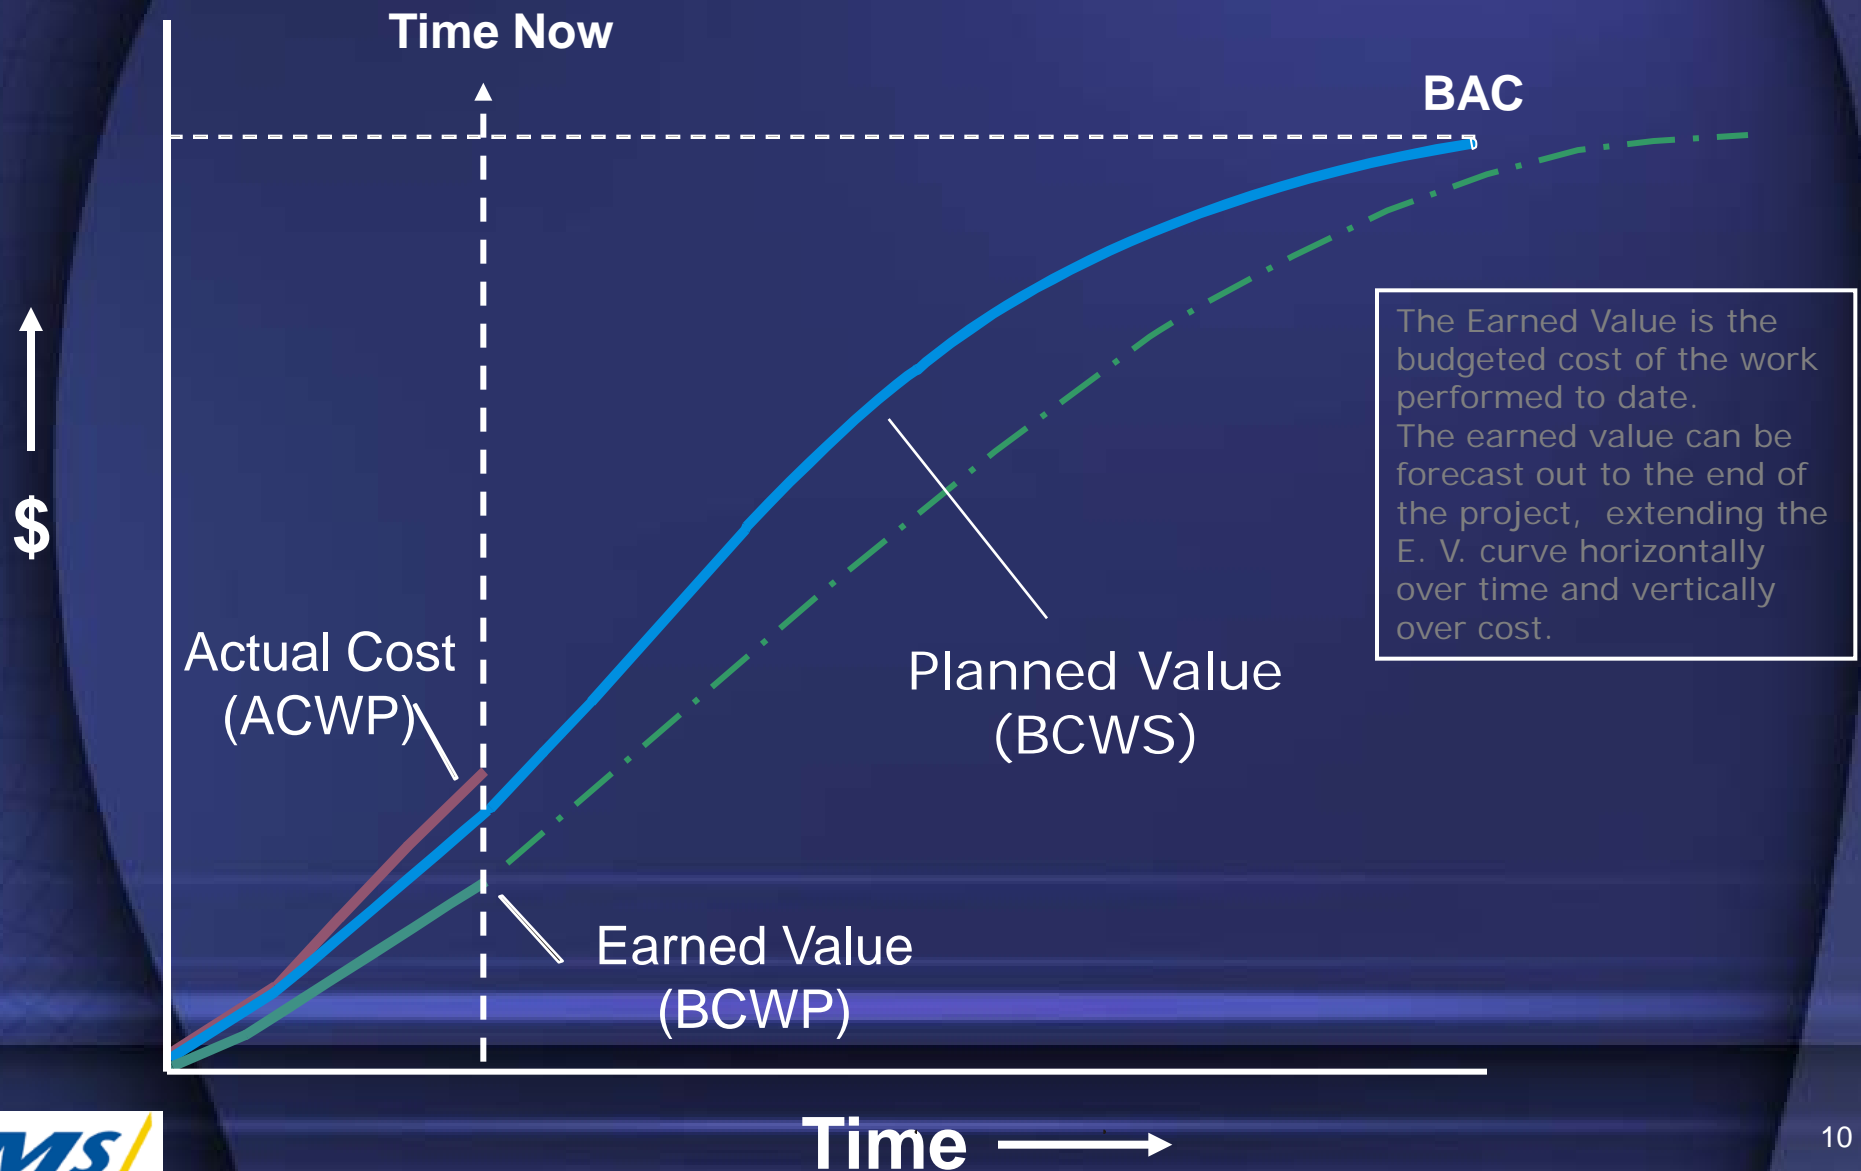 Time Now
BAC
The Earned Value is the
budgeted cost of the work
performed to date.
The earned value can be
forecast out to the end of
the project, extending the
E. V. curve horizontally
over time and vertically
over cost.
$
Actual Cost
(ACWP)
Planned Value
(BCWS)
Earned Value
(BCWP)
Time
10